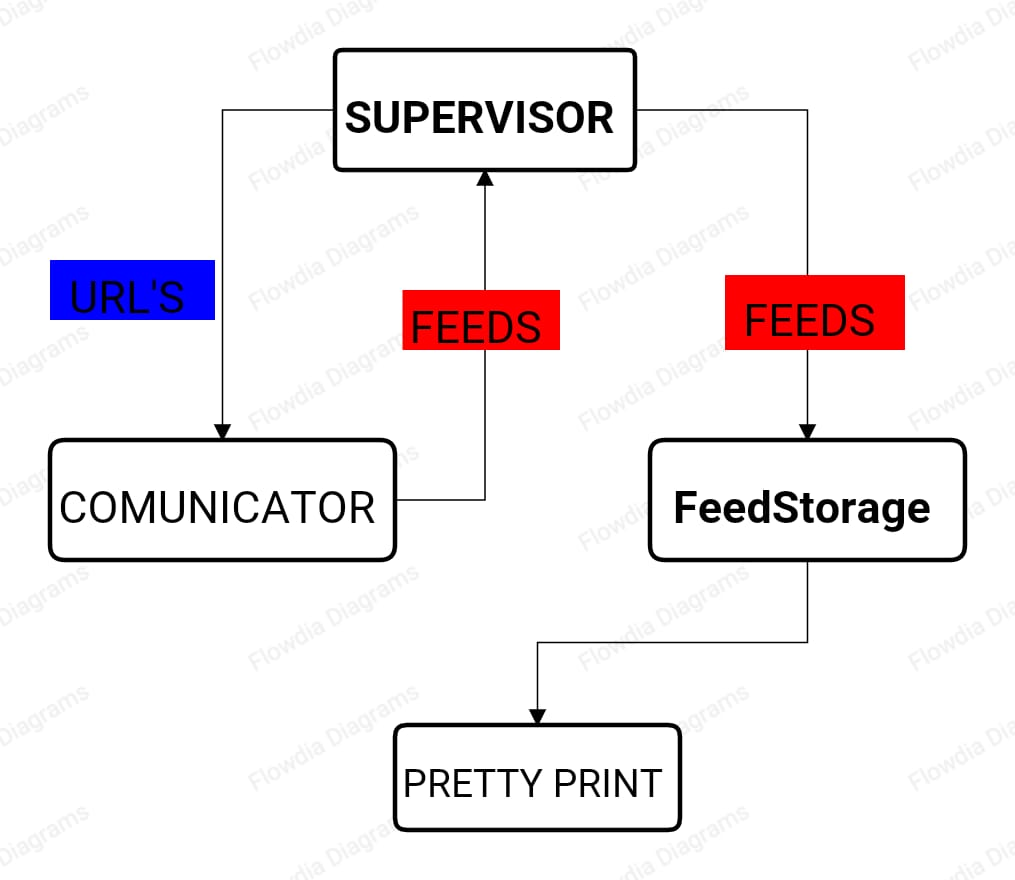 SUPERVISOR
URL'S
FEEDS
FEEDS
COMUNICATOR
FeedStorage
PRETTY PRINT
Flowdia Diagrams